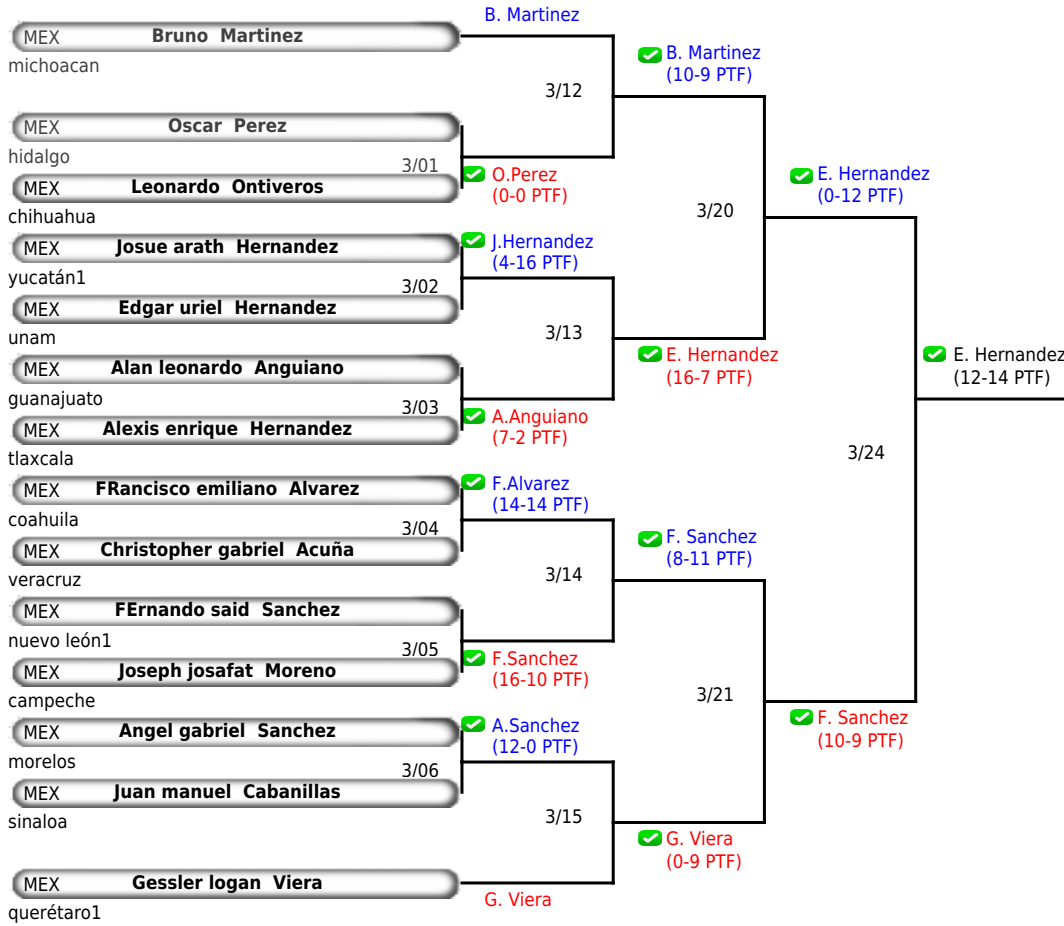 B. Martinez
MEX Bruno Martinez
michoacan
B. Martinez
(10-9 PTF)
3/12
MEX Oscar Perez
hidalgo
3/01
O.Perez
(0-0 PTF)
MEX Leonardo Ontiveros
chihuahua
E. Hernandez
(0-12 PTF)
3/20
MEX Josue arath Hernandez
yucatán1
J.Hernandez
(4-16 PTF)
3/02
MEX Edgar uriel Hernandez
unam
3/13
E. Hernandez
(16-7 PTF)
E. Hernandez
(12-14 PTF)
MEX Alan leonardo Anguiano
guanajuato
3/03
A.Anguiano
(7-2 PTF)
MEX Alexis enrique Hernandez
tlaxcala
3/24
MEX FRancisco emiliano Alvarez
coahuila
F.Alvarez
(14-14 PTF)
3/04
MEX Christopher gabriel Acuña
veracruz
F. Sanchez
(8-11 PTF)
3/14
MEX FErnando said Sanchez
nuevo león1
3/05
F.Sanchez
(16-10 PTF)
MEX Joseph josafat Moreno
campeche
3/21
F. Sanchez
(10-9 PTF)
MEX Angel gabriel Sanchez
morelos
A.Sanchez
(12-0 PTF)
3/06
MEX Juan manuel Cabanillas
sinaloa
3/15
G. Viera
(0-9 PTF)
MEX Gessler logan Viera
querétaro1
G. Viera